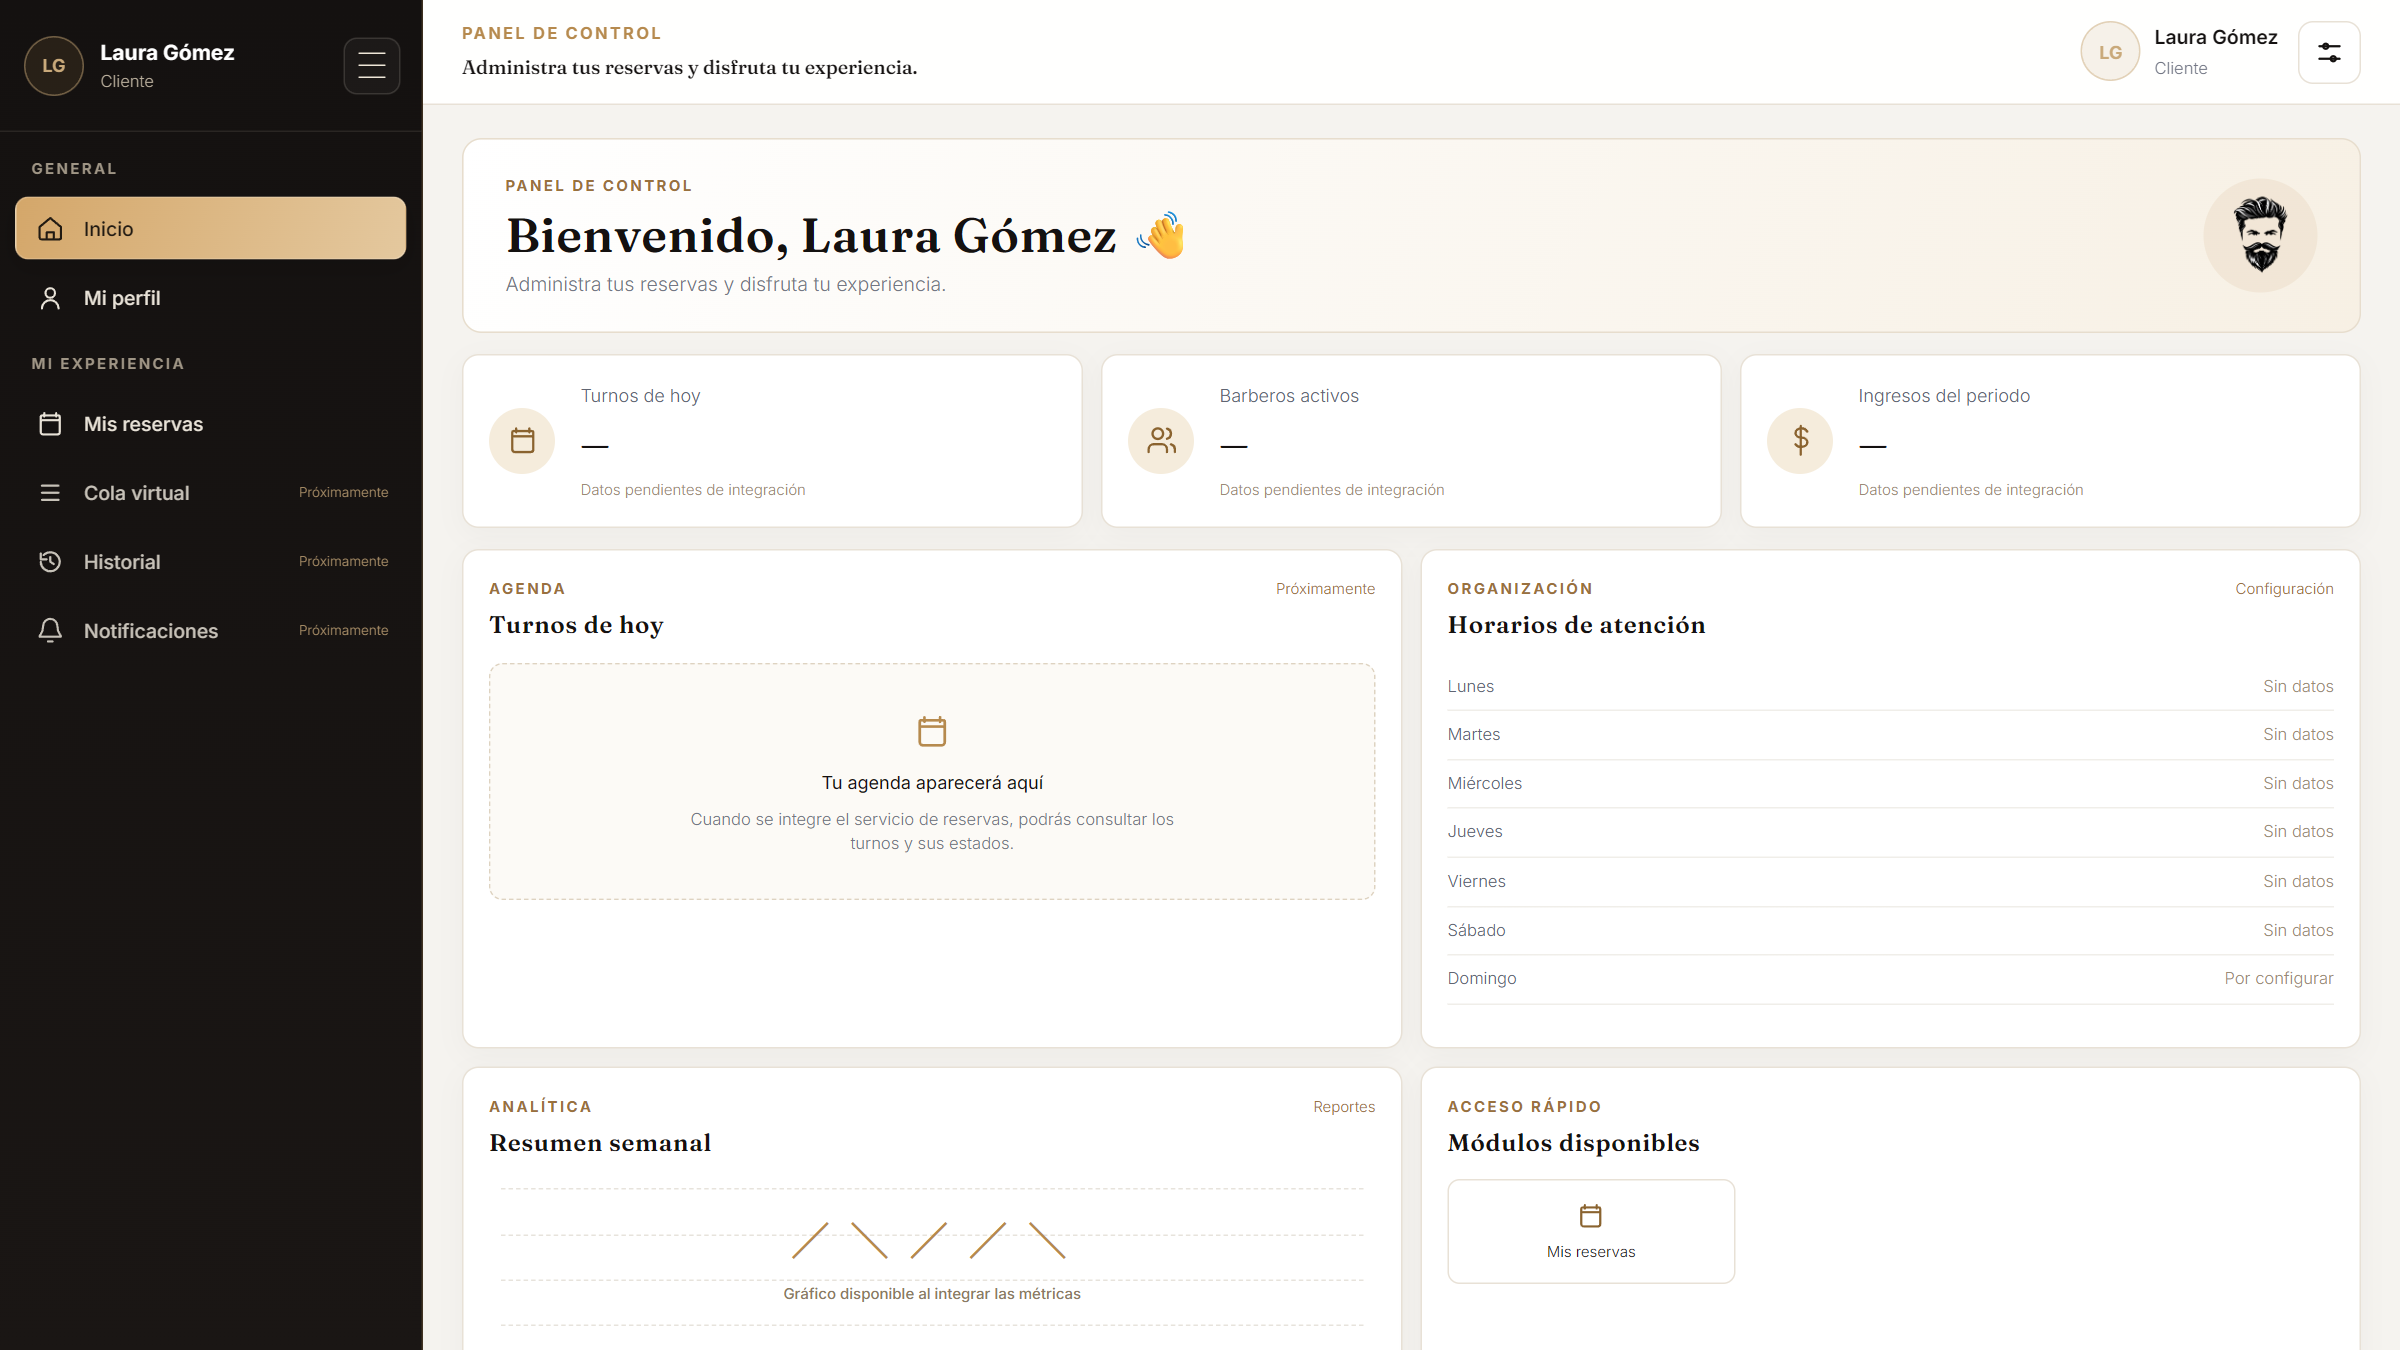 LG
Laura Gómez
Cliente
GENERAL
Inicio
Mi perfil
MI EXPERIENCIA
Mis reservas
Cola virtual
Próximamente
Historial
Próximamente
Notificaciones
Próximamente
PANEL DE CONTROL
Administra tus reservas y disfruta tu experiencia.
LG
Laura Gómez
Cliente
PANEL DE CONTROL
Bienvenido, Laura Gómez 👋
Administra tus reservas y disfruta tu experiencia.
Turnos de hoy
—
Datos pendientes de integración
Barberos activos
—
Datos pendientes de integración
Ingresos del periodo
—
Datos pendientes de integración
AGENDA
Próximamente
Turnos de hoy
Tu agenda aparecerá aquí
Cuando se integre el servicio de reservas, podrás consultar los
turnos y sus estados.
ORGANIZACIÓN
Configuración
Horarios de atención
Lunes
Sin datos
Martes
Sin datos
Miércoles
Sin datos
Jueves
Sin datos
Viernes
Sin datos
Sábado
Sin datos
Domingo
Por configurar
ANALÍTICA
Reportes
Resumen semanal
Gráfico disponible al integrar las métricas
ACCESO RÁPIDO
Módulos disponibles
Mis reservas